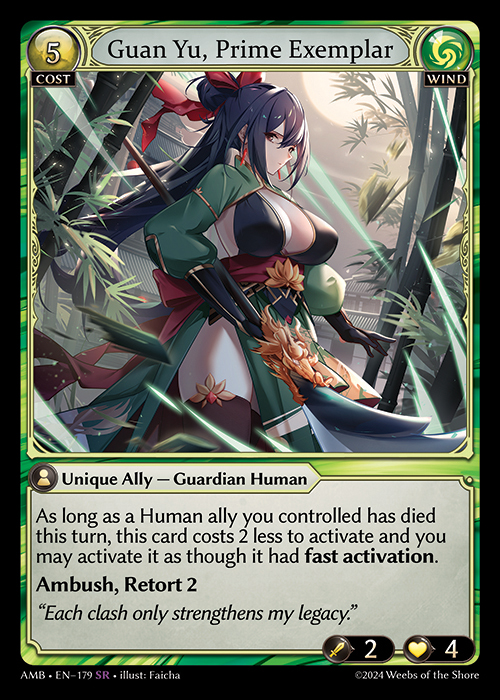 5
Guan Yu, Prime Exemplar
COST
WIND
Unique Ally — Guardian Human
As long as a Human ally you controlled has died
this turn, this card costs 2 less to activate and you
may activate it as though it had fast activation.
Ambush, Retort 2
“Each clash only strengthens my legacy.”
2
4
AMB • EN–179 SR • illust: Faicha
©2024 Weebs of the Shore